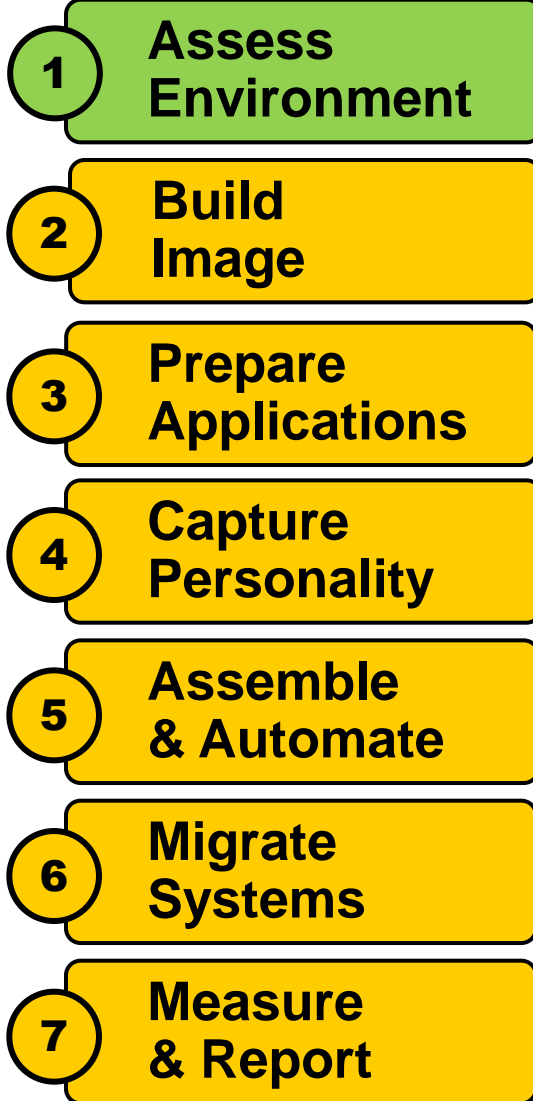 1
Assess
Environment
2
Build
Image
3
Prepare
Applications
4
Capture
Personality
5
Assemble
& Automate
6
Migrate
Systems
7
Measure
& Report